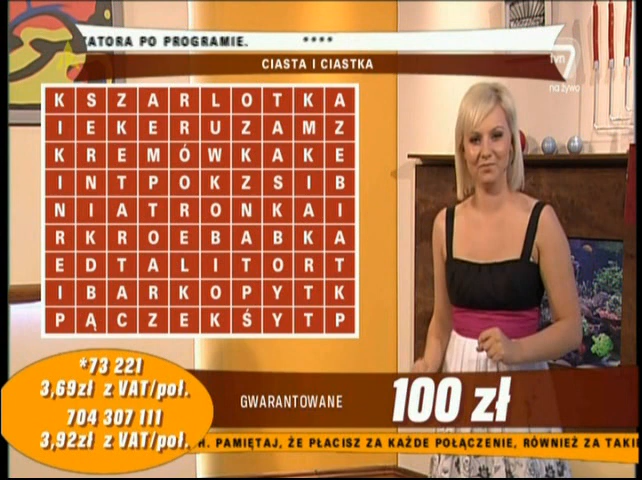 TATORA PO PROGRAMIE. ****
CIASTA I CIASTKA
tvn 7
na żywo
K S Z A R L O T K A
I E K E R U Z A M Z
K R E M Ó W K A K E
I N T P O K Z S I B
N I A T R O N K A I
R K R O E B A B K A
E D T A L I T O R T
I B A R K O P Y T K
P Ą C Z E K Ś Y T P
*73 221
3,69zł z VAT/poł.
704 307 111
3,92zł z VAT/poł.
GWARANTOWANE 100 zł
H. PAMIĘTAJ, ŻE PŁACISZ ZA KAŻDE POŁĄCZENIE, RÓWNIEŻ ZA TAKI